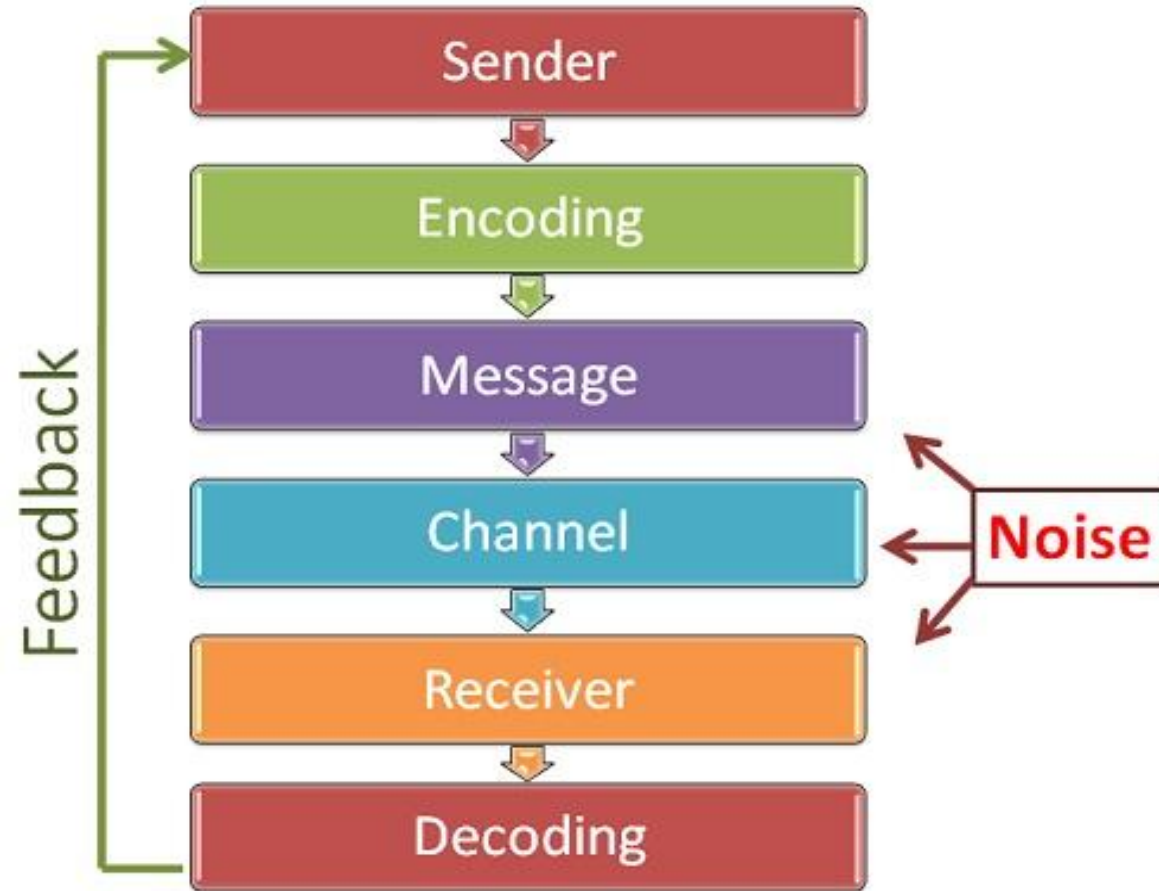 Sender
Encoding
Message
Channel
Receiver
Decoding
Feedback
Noise